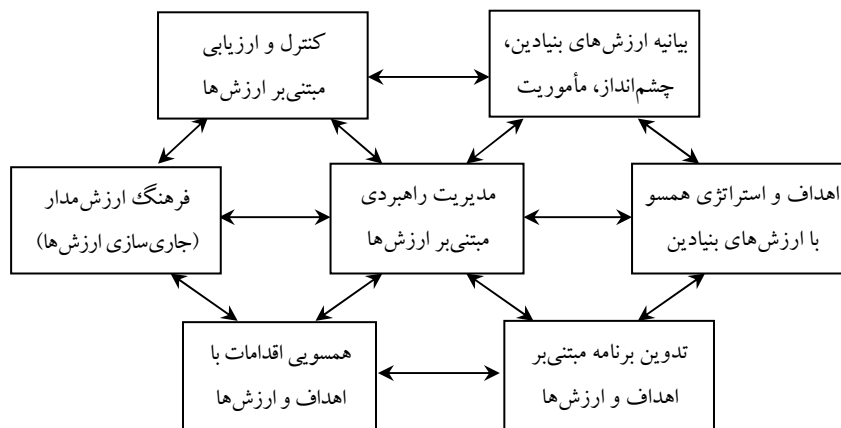 بیانیه ارزش‌های بنیادین،
چشم‌انداز، مأموریت
کنترل و ارزیابی
مبتنی‌بر ارزش‌ها
اهداف و استراتژی همسو
با ارزش‌های بنیادین
مدیریت راهبردی
مبتنی‌بر ارزش‌ها
فرهنگ ارزش‌مدار
(جاری‌سازی ارزش‌ها)
تدوین برنامه مبتنی‌بر
اهداف و ارزش‌ها
همسویی اقدامات با
اهداف و ارزش‌ها